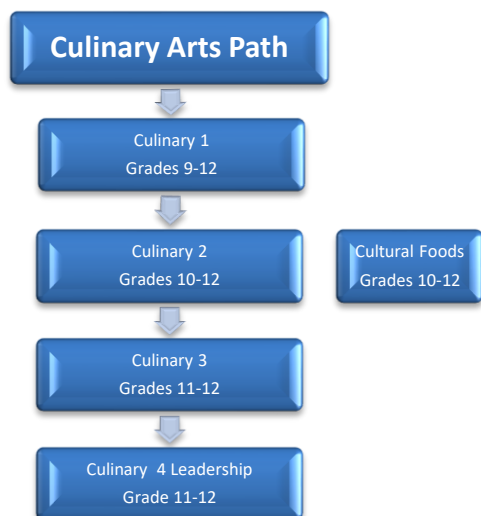 Culinary Arts Path
Culinary 1
Grades 9-12
Culinary 2
Grades 10-12
Cultural Foods
Grades 10-12
Culinary 3
Grades 11-12
Culinary  4 Leadership
Grade 11-12